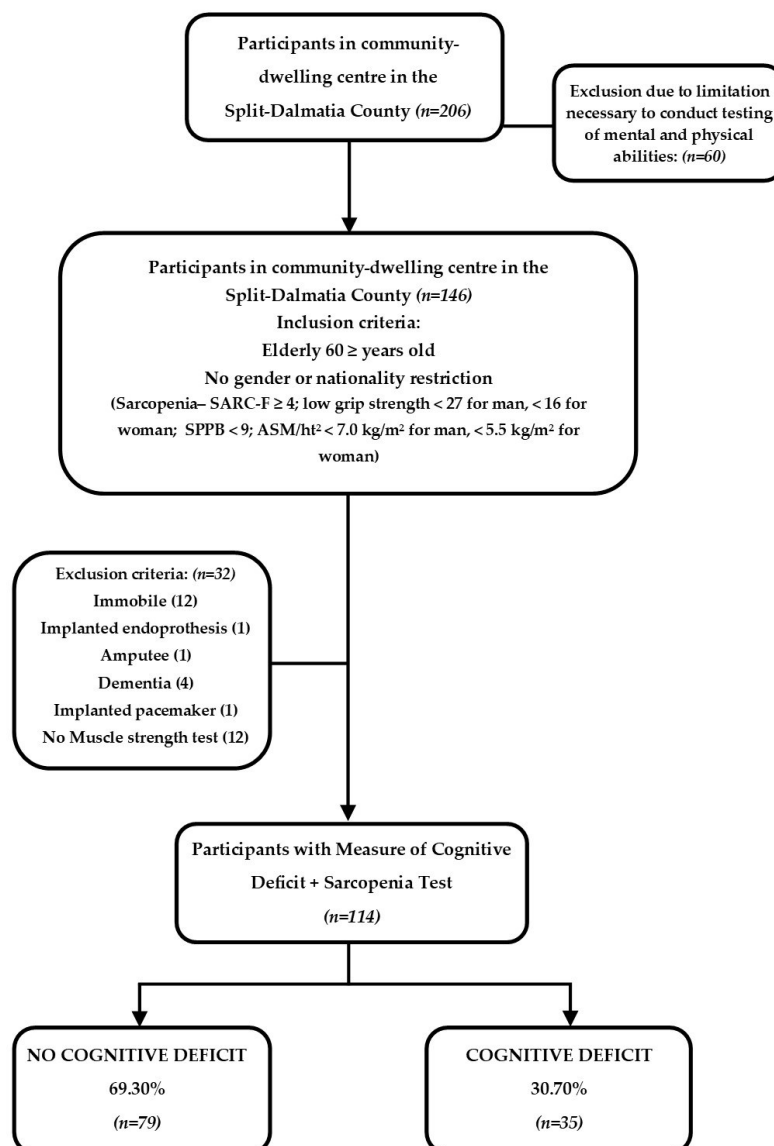 Participants in community-
dwelling centre in the
Split-Dalmatia County (n=206)
Exclusion due to limitation
necessary to conduct testing
of mental and physical
abilities: (n=60)
Participants in community-dwelling centre in the
Split-Dalmatia County (n=146)
Inclusion criteria:
Elderly 60 ≥ years old
No gender or nationality restriction
(Sarcopenia– SARC-F ≥ 4; low grip strength < 27 for man, < 16 for
woman; SPPB < 9; ASM/ht² < 7.0 kg/m² for man, < 5.5 kg/m² for
woman)
Exclusion criteria: (n=32)
Immobile (12)
Implanted endoprothesis (1)
Amputee (1)
Dementia (4)
Implanted pacemaker (1)
No Muscle strength test (12)
Participants with Measure of Cognitive
Deficit + Sarcopenia Test
(n=114)
NO COGNITIVE DEFICIT
69.30%
(n=79)
COGNITIVE DEFICIT
30.70%
(n=35)